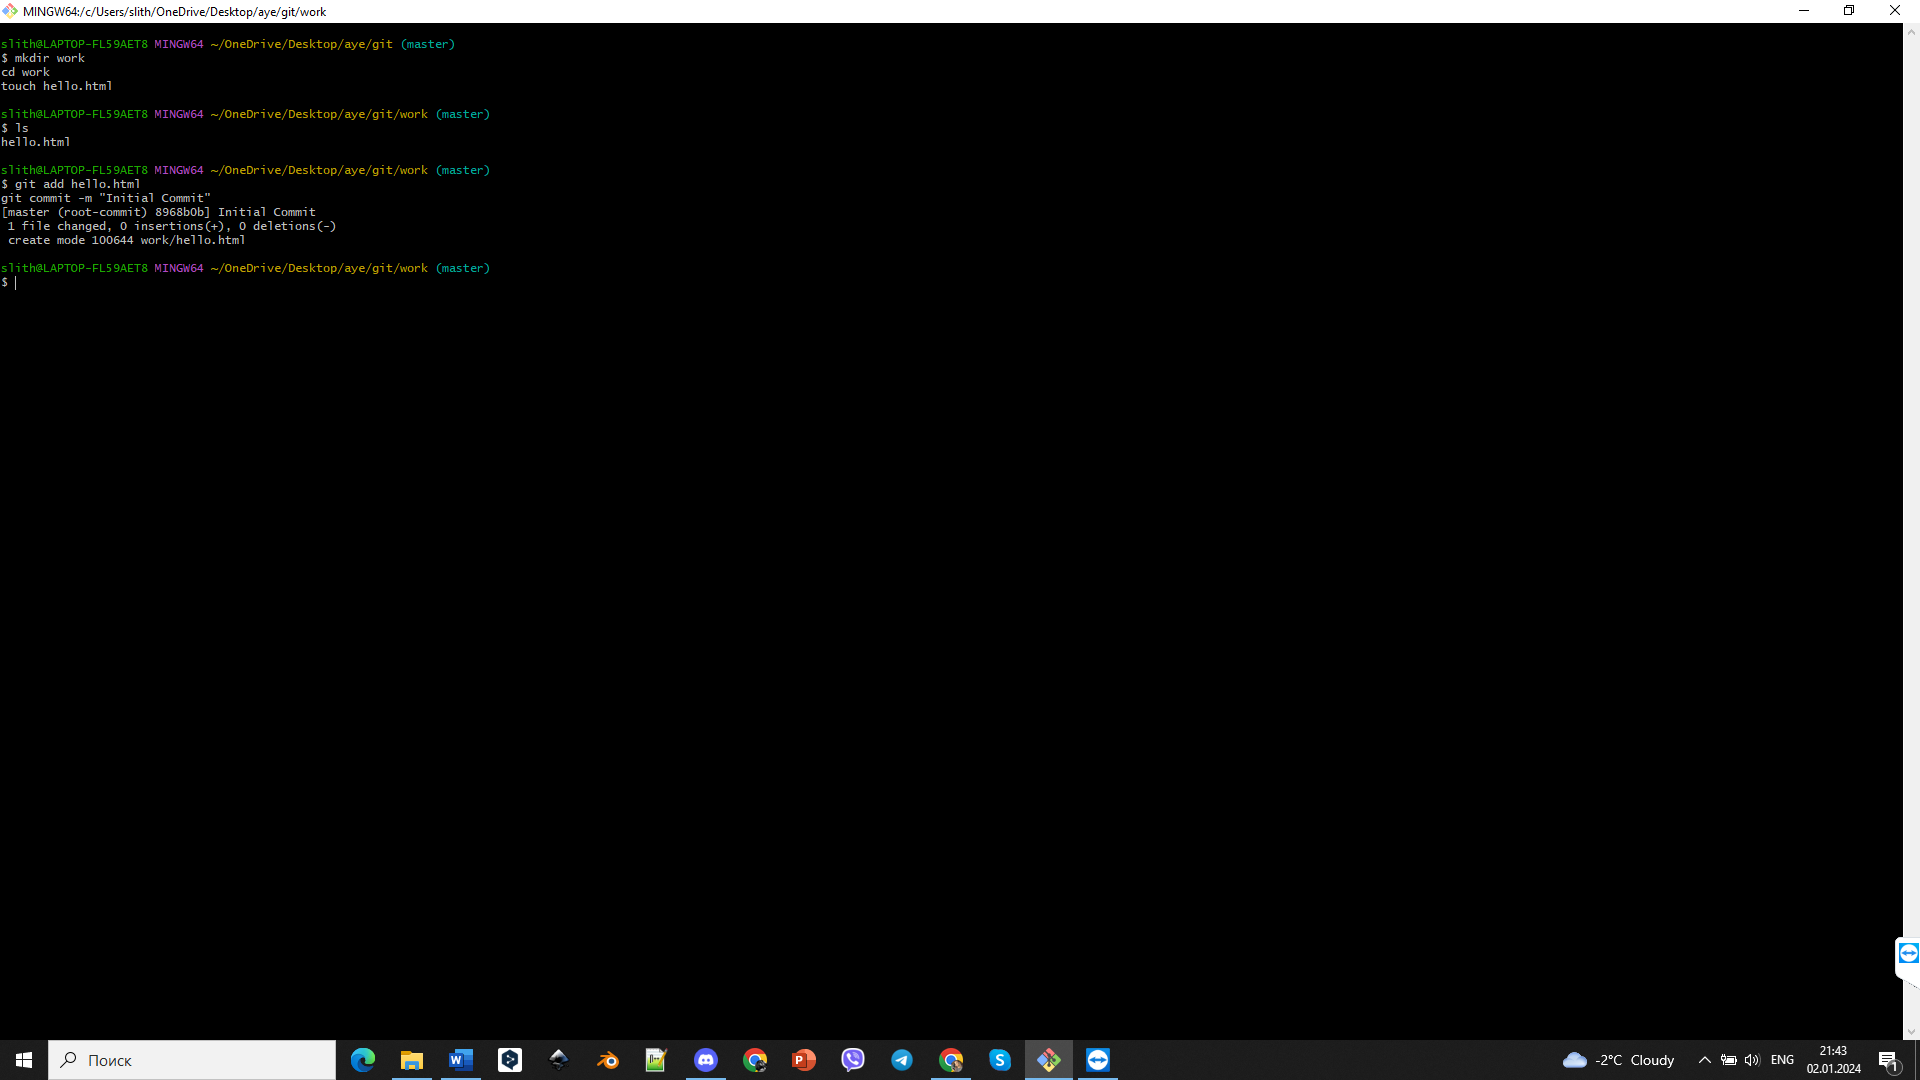 MINGW64:/c/Users/slith/OneDrive/Desktop/aye/git/work
slith@LAPTOP-FL59AET8 MINGW64 ~/OneDrive/Desktop/aye/git (master)
$ mkdir work
cd work
touch hello.html
slith@LAPTOP-FL59AET8 MINGW64 ~/OneDrive/Desktop/aye/git/work (master)
$ ls
hello.html
slith@LAPTOP-FL59AET8 MINGW64 ~/OneDrive/Desktop/aye/git/work (master)
$ git add hello.html
git commit -m "Initial Commit"
[master (root-commit) 8968b0b] Initial Commit
1 file changed, 0 insertions(+), 0 deletions(-)
create mode 100644 work/hello.html
slith@LAPTOP-FL59AET8 MINGW64 ~/OneDrive/Desktop/aye/git/work (master)
$
Поиск
-2°C Cloudy
ENG
21:43
02.01.2024
1